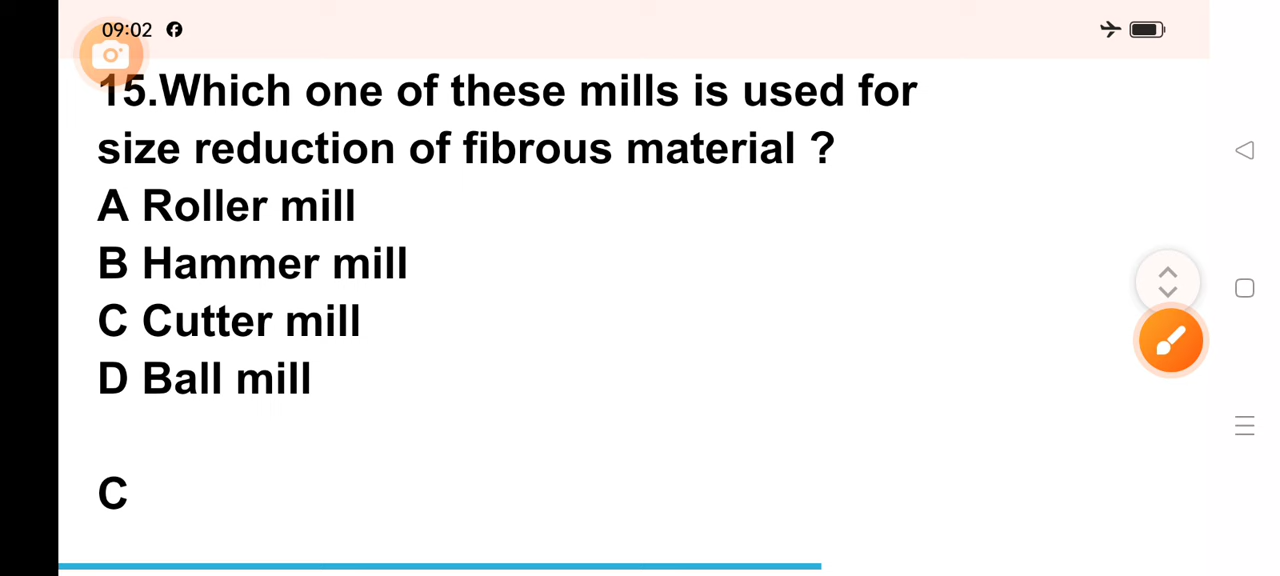 09:02
15.Which one of these mills is used for
size reduction of fibrous material ?
A Roller mill
B Hammer mill
C Cutter mill
D Ball mill
C